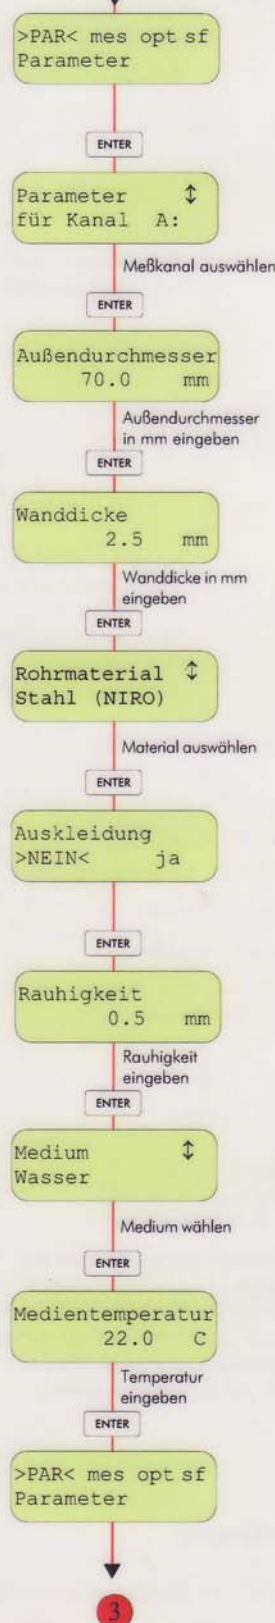 >PAR< mes opt sf
Parameter
ENTER
Parameter ↕
für Kanal A:
Meßkanal auswählen
ENTER
Außendurchmesser
70.0 mm
Außendurchmesser
in mm eingeben
ENTER
Wanddicke
2.5 mm
Wanddicke in mm
eingeben
ENTER
Rohrmaterial ↕
Stahl (NIRO)
Material auswählen
ENTER
Auskleidung
>NEIN< ja
ENTER
Rauhigkeit
0.5 mm
Rauhigkeit
eingeben
ENTER
Medium ↕
Wasser
Medium wählen
ENTER
Medientemperatur
22.0 C
Temperatur
eingeben
ENTER
>PAR< mes opt sf
Parameter
3